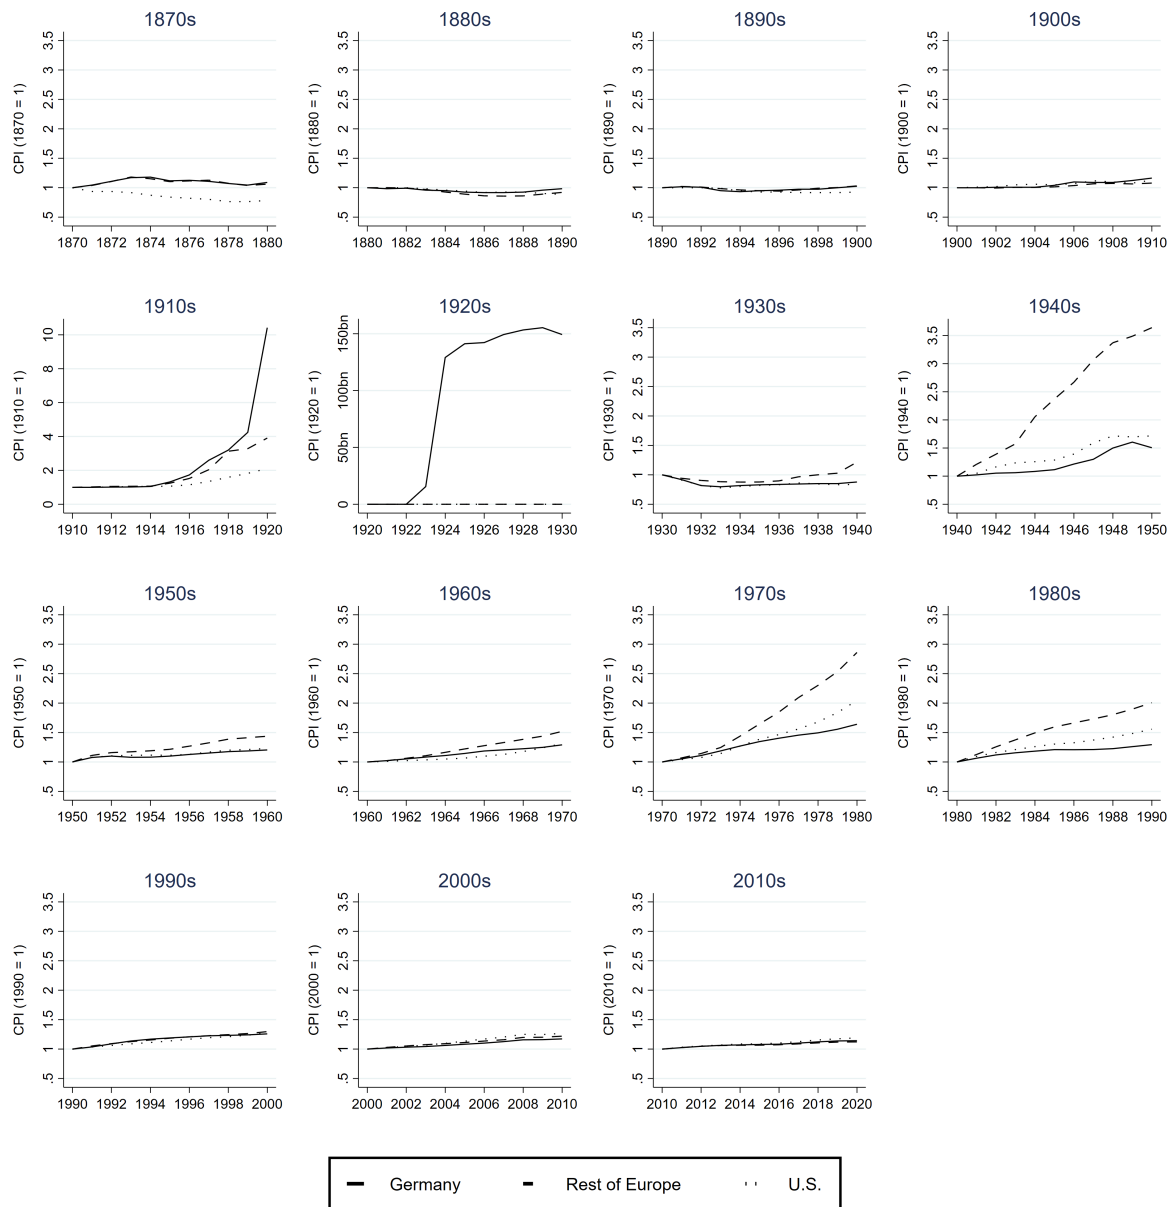 1870s 1880s 1890s 1900s
CPI (1870 = 1) .5 1 1.5 2 2.5 3 3.5
1870 1872 1874 1876 1878 1880
CPI (1880 = 1) .5 1 1.5 2 2.5 3 3.5
1880 1882 1884 1886 1888 1890
CPI (1890 = 1) .5 1 1.5 2 2.5 3 3.5
1890 1892 1894 1896 1898 1900
CPI (1900 = 1) .5 1 1.5 2 2.5 3 3.5
1900 1902 1904 1906 1908 1910
1910s 1920s 1930s 1940s
CPI (1910 = 1) 0 2 4 6 8 10
1910 1912 1914 1916 1918 1920
CPI (1920 = 1) 0 50bn 100bn 150bn
1920 1922 1924 1926 1928 1930
CPI (1930 = 1) .5 1 1.5 2 2.5 3 3.5
1930 1932 1934 1936 1938 1940
CPI (1940 = 1) .5 1 1.5 2 2.5 3 3.5
1940 1942 1944 1946 1948 1950
1950s 1960s 1970s 1980s
CPI (1950 = 1) .5 1 1.5 2 2.5 3 3.5
1950 1952 1954 1956 1958 1960
CPI (1960 = 1) .5 1 1.5 2 2.5 3 3.5
1960 1962 1964 1966 1968 1970
CPI (1970 = 1) .5 1 1.5 2 2.5 3 3.5
1970 1972 1974 1976 1978 1980
CPI (1980 = 1) .5 1 1.5 2 2.5 3 3.5
1980 1982 1984 1986 1988 1990
1990s 2000s 2010s
CPI (1990 = 1) .5 1 1.5 2 2.5 3 3.5
1990 1992 1994 1996 1998 2000
CPI (2000 = 1) .5 1 1.5 2 2.5 3 3.5
2000 2002 2004 2006 2008 2010
CPI (2010 = 1) .5 1 1.5 2 2.5 3 3.5
2010 2012 2014 2016 2018 2020
Germany Rest of Europe U.S.